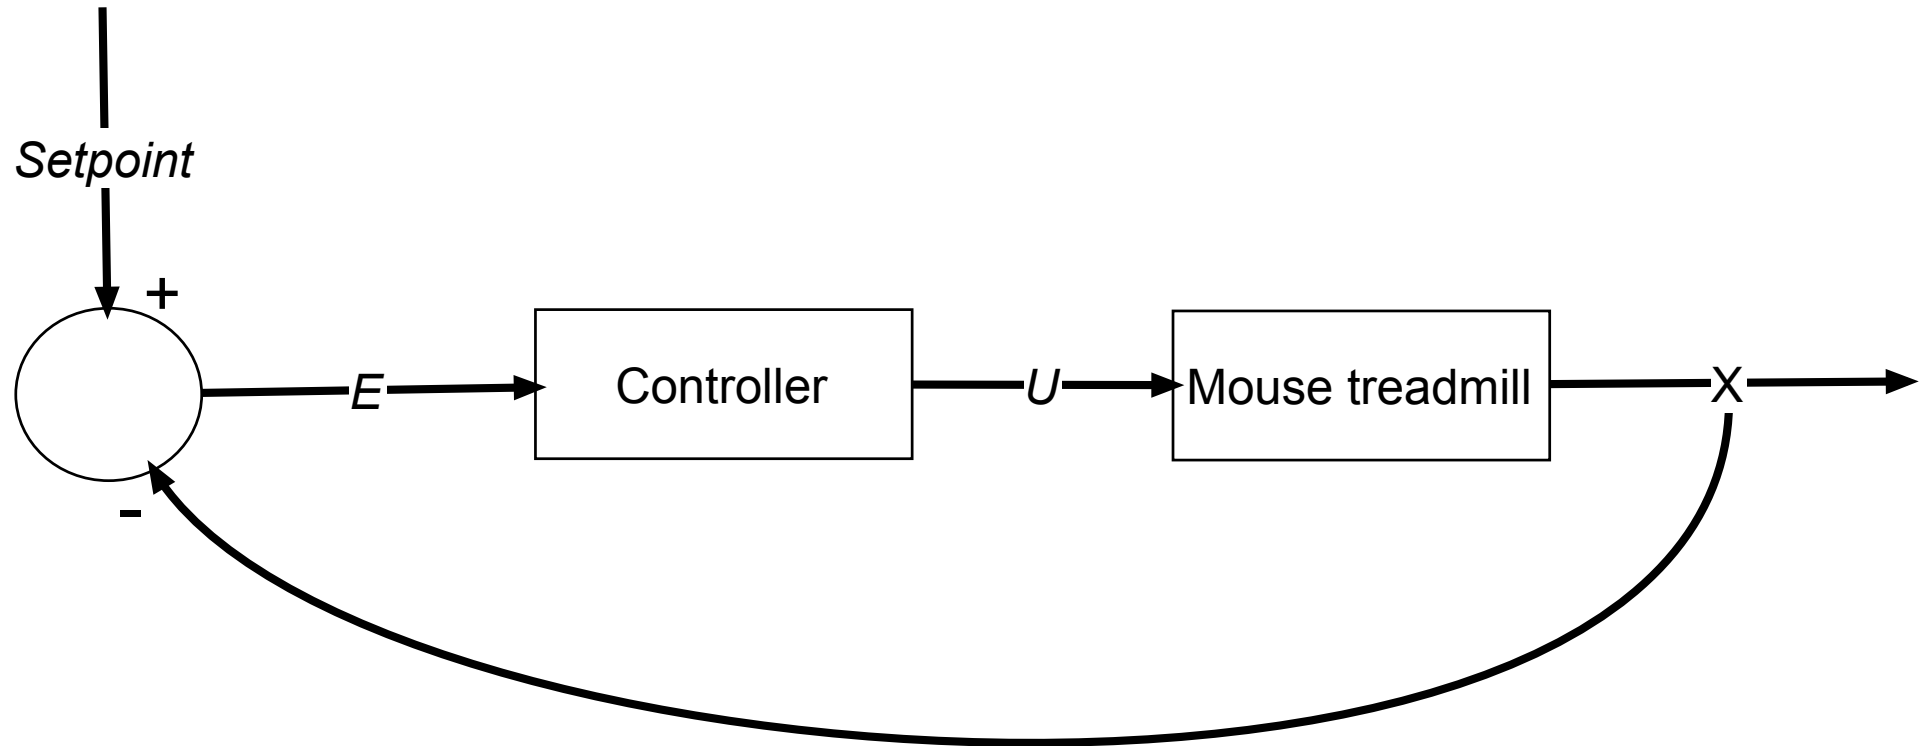 Setpoint
+
E
Controller
U
Mouse treadmill
X
-